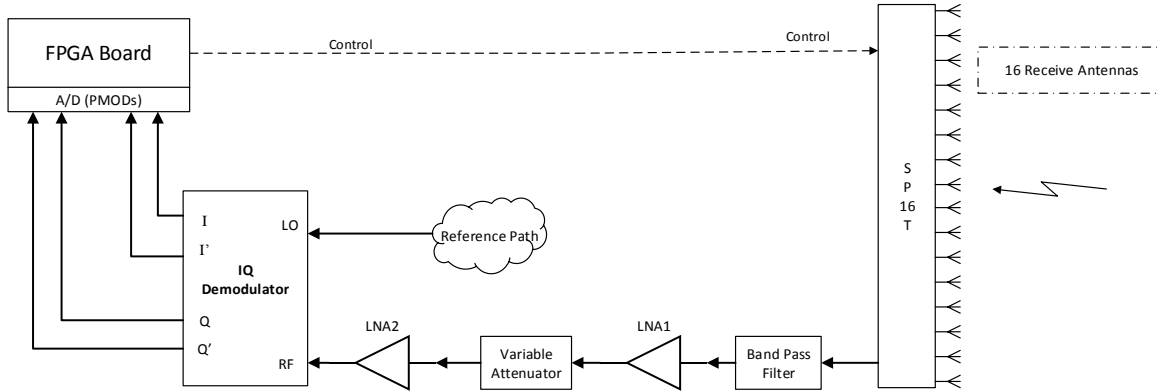 FPGA Board
A/D (PMODs)
Control
Control
16 Receive Antennas
S
P
16
T
I
I'
Q
Q'
LO
RF
IQ
Demodulator
Reference Path
LNA2
Variable
Attenuator
LNA1
Band Pass
Filter